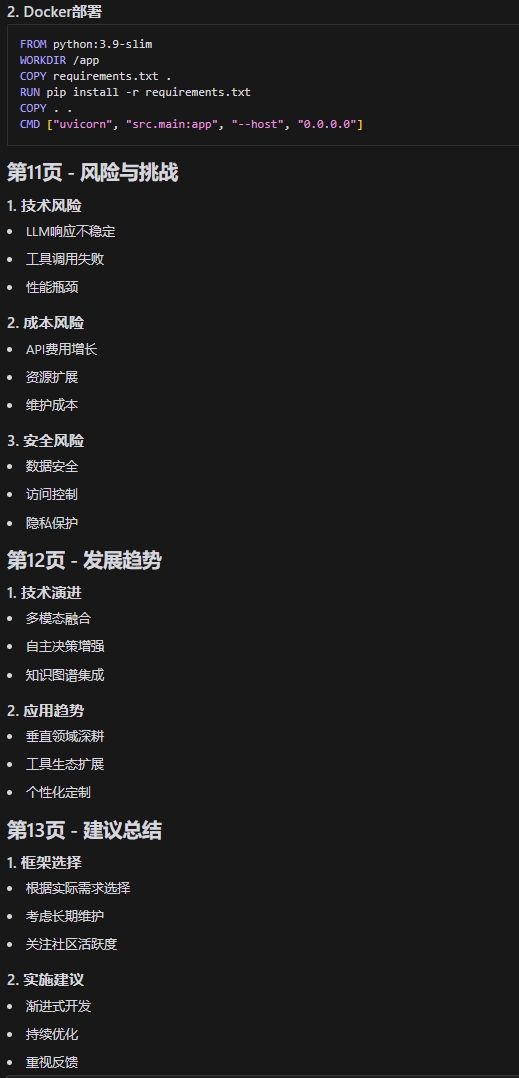 2. Docker部署
FROM python:3.9-slim
WORKDIR /app
COPY requirements.txt .
RUN pip install -r requirements.txt
COPY . .
CMD ["uvicorn", "src.main:app", "--host", "0.0.0.0"]
第11页 - 风险与挑战
1. 技术风险
• LLM响应不稳定
• 工具调用失败
• 性能瓶颈
2. 成本风险
• API费用增长
• 资源扩展
• 维护成本
3. 安全风险
• 数据安全
• 访问控制
• 隐私保护
第12页 - 发展趋势
1. 技术演进
• 多模态融合
• 自主决策增强
• 知识图谱集成
2. 应用趋势
• 垂直领域深耕
• 工具生态扩展
• 个性化定制
第13页 - 建议总结
1. 框架选择
• 根据实际需求选择
• 考虑长期维护
• 关注社区活跃度
2. 实施建议
• 渐进式开发
• 持续优化
• 重视反馈